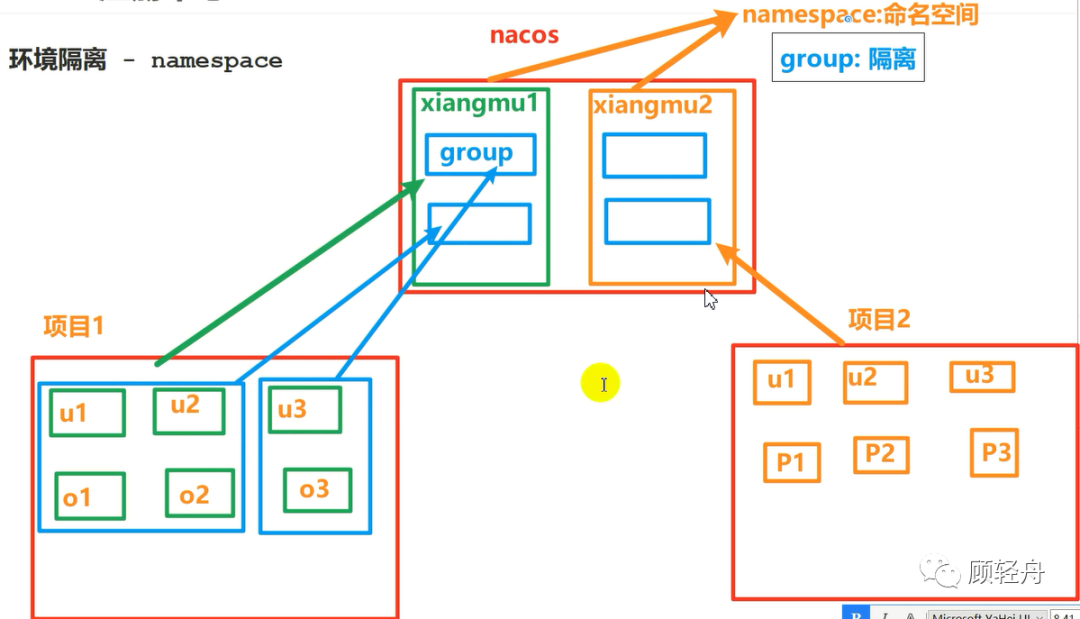 namespace:命名空间
nacos
环境隔离 - namespace
group: 隔离
xiangmu1
xiangmu2
group
项目1
项目2
u1
u2
u3
o1
o2
o3
u1
u2
u3
P1
P2
P3
顾轻舟
Microsoft YaHei UI
8.41